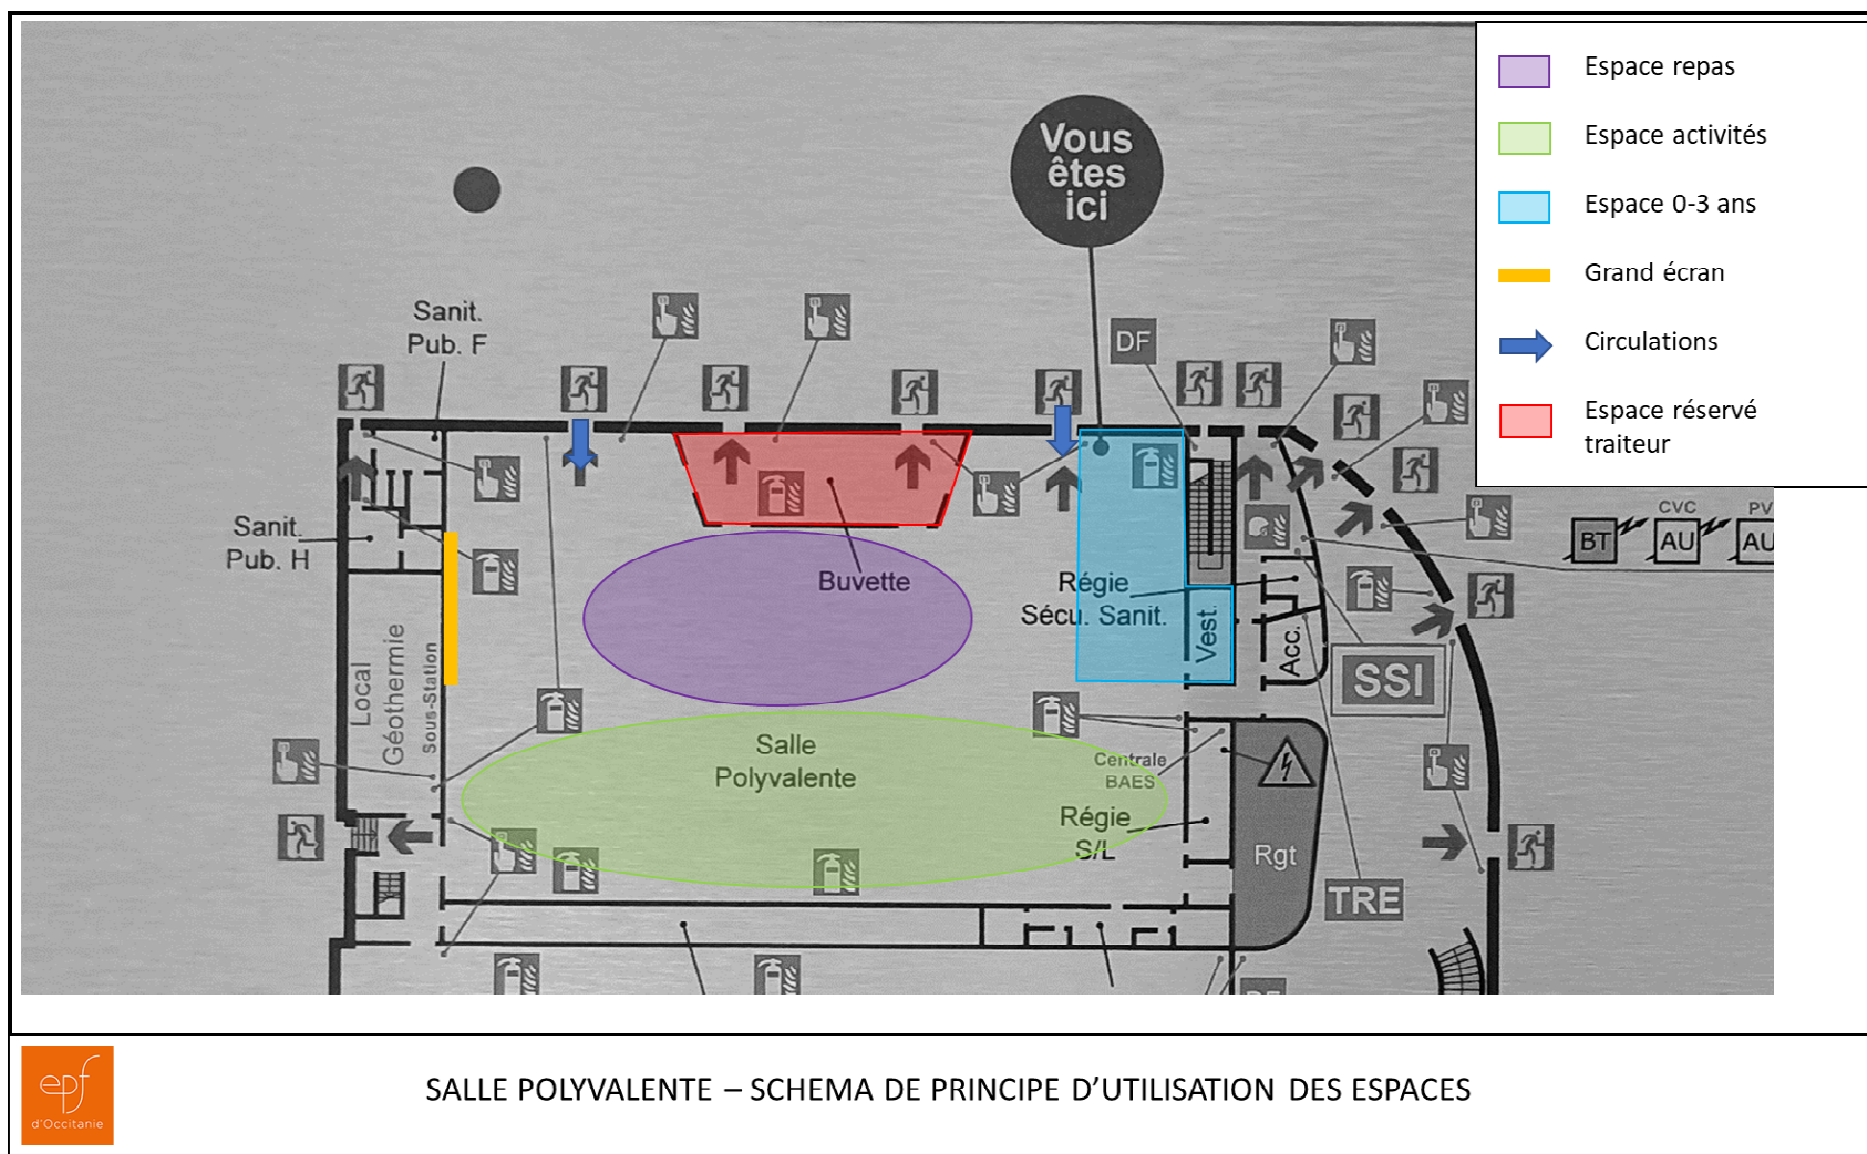 Espace repas
Espace activités
Espace 0-3 ans
Grand écran
Circulations
Espace réservé
traiteur
Vous
êtes
ici
Sanit.
Pub. F
DF
Sanit.
Pub. H
Buvette
Régie
Sécu. Sanit.
Vest.
Acc.
SSI
CVC
PV
BT
AU
AU
Local
Géothermie
Sous-Station
Salle
Polyvalente
Centrale
BAES
Régie
S/L
Rgt
TRE
epf
d'Occitanie
SALLE POLYVALENTE – SCHEMA DE PRINCIPE D'UTILISATION DES ESPACES